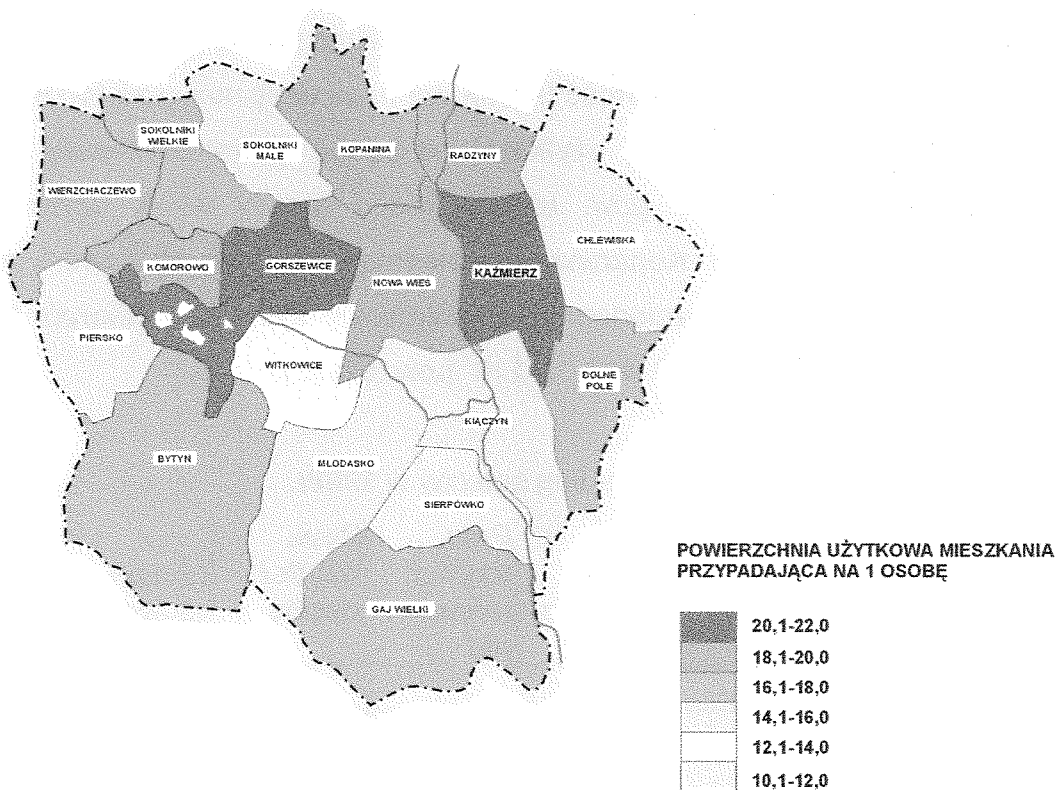 SOKOLNIKI
WIELKIE
SOKOLNIKI
MAŁE
KOPANINA
RADZYNY
WIERZCHACZEWO
CHLEWISKA
KOMOROWO
GORSZEWICE
NOWA WIEŚ
KAŹMIERZ
PIERSKO
WITKOWICE
DOLNE
POLE
KIĄCZYN
BYTYŃ
MŁODASKO
SIERPÓWKO
GAJ WIELKI
POWIERZCHNIA UŻYTKOWA MIESZKANIA
PRZYPADAJĄCA NA 1 OSOBĘ
20,1-22,0
18,1-20,0
16,1-18,0
14,1-16,0
12,1-14,0
10,1-12,0